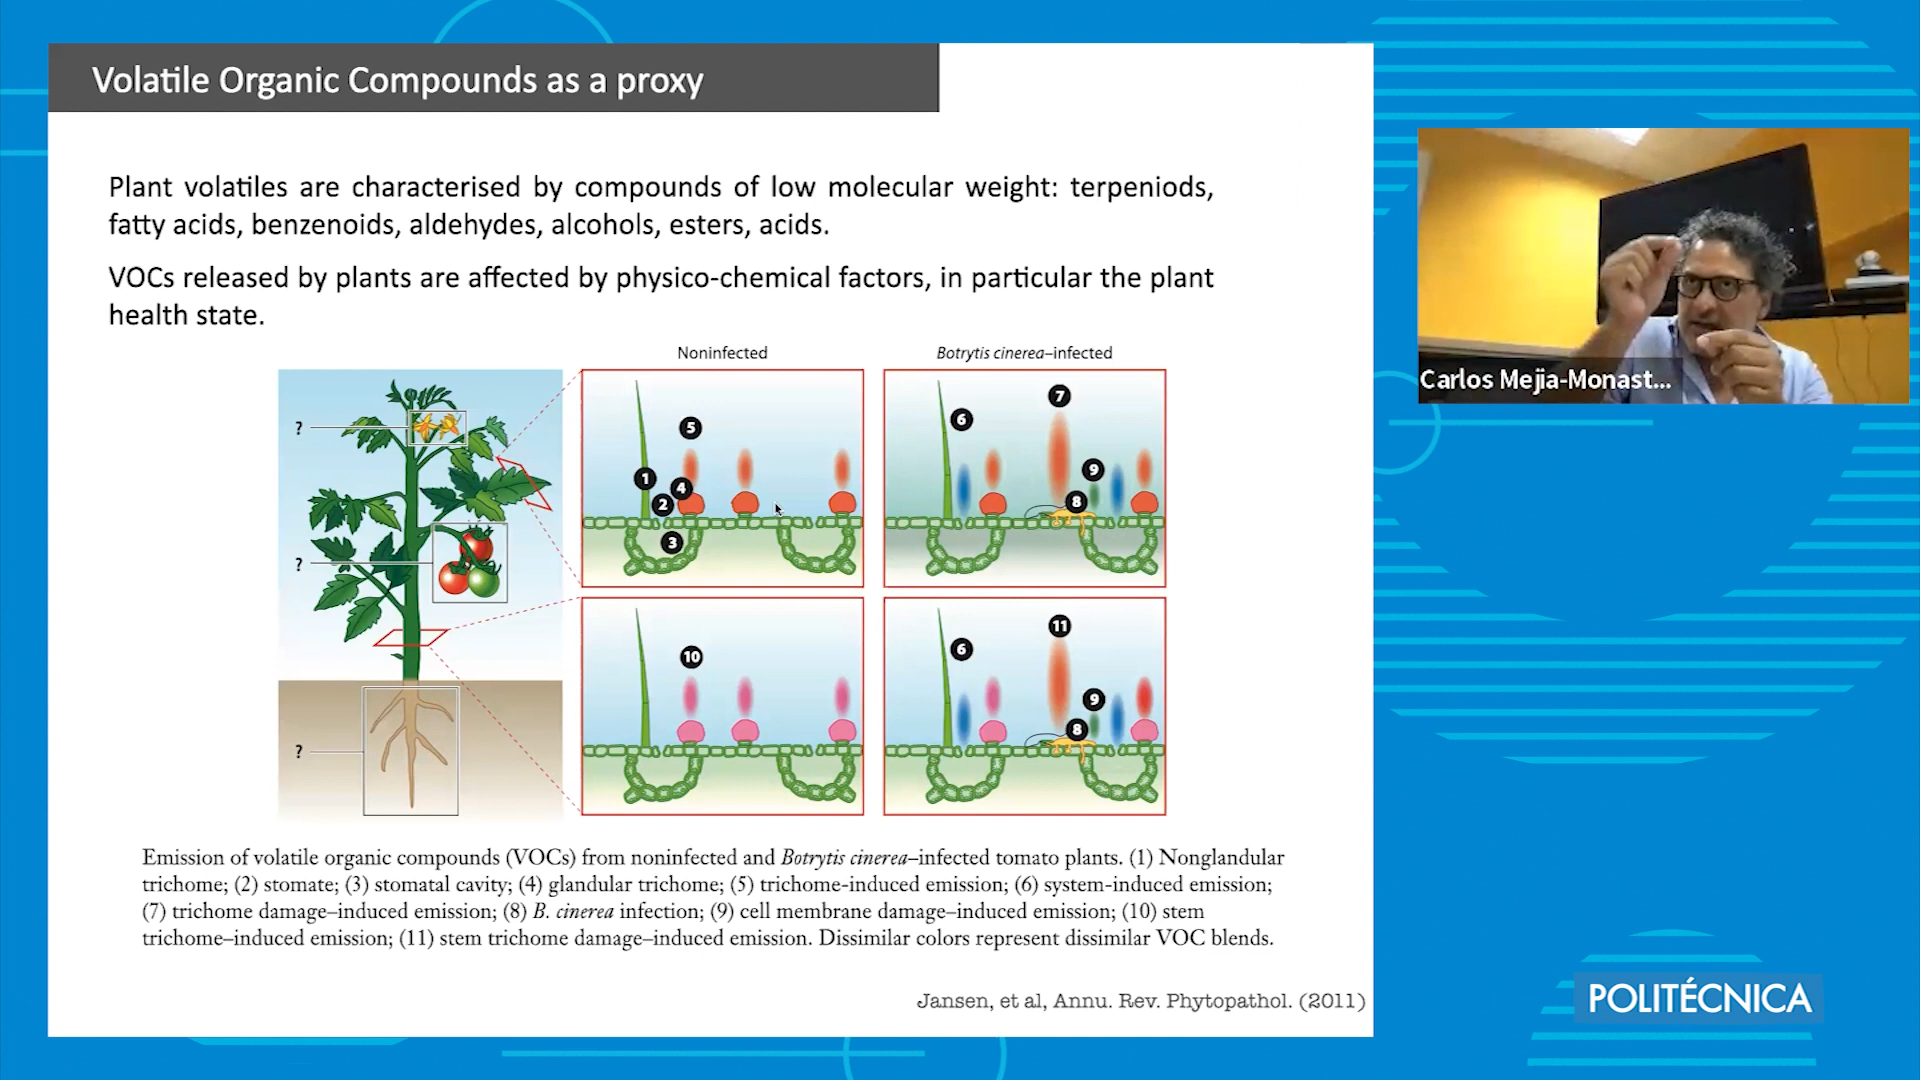 Volatile Organic Compounds as a proxy
Plant volatiles are characterised by compounds of low molecular weight: terpeniods,
fatty acids, benzenoids, aldehydes, alcohols, esters, acids.
VOCs released by plants are affected by physico-chemical factors, in particular the plant
health state.
Noninfected
Botrytis cinerea–infected
?
?
?
1
2
3
4
5
6
7
8
9
10
6
11
9
8
Emission of volatile organic compounds (VOCs) from noninfected and Botrytis cinerea–infected tomato plants. (1) Nonglandular
trichome; (2) stomate; (3) stomatal cavity; (4) glandular trichome; (5) trichome-induced emission; (6) system-induced emission;
(7) trichome damage–induced emission; (8) B. cinerea infection; (9) cell membrane damage–induced emission; (10) stem
trichome–induced emission; (11) stem trichome damage–induced emission. Dissimilar colors represent dissimilar VOC blends.
Jansen, et al, Annu. Rev. Phytopathol. (2011)
Carlos Mejia-Monast...
POLITÉCNICA